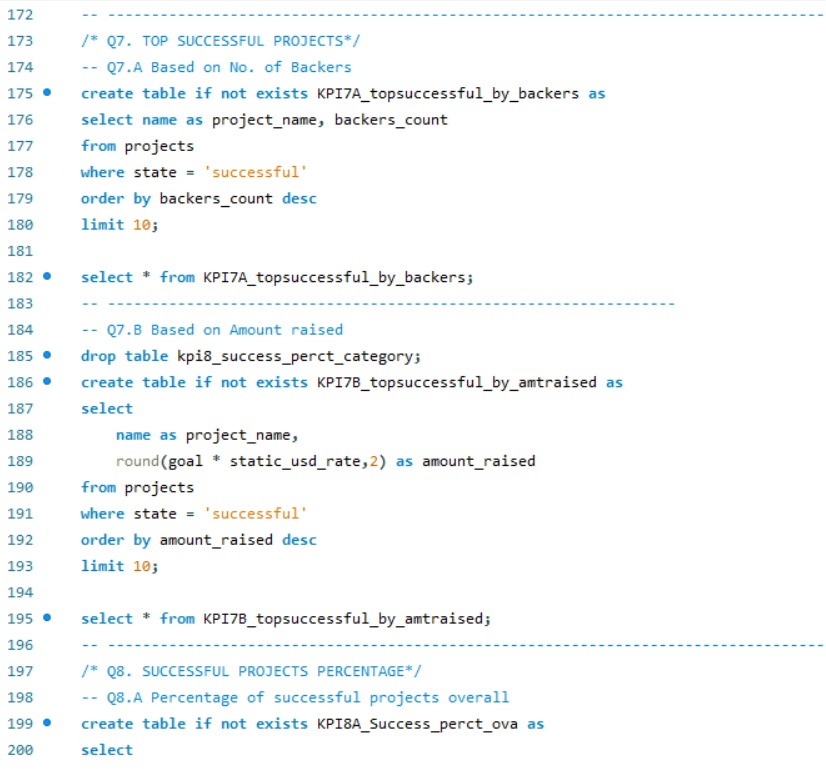 172 -- ----------------------------------------------------------------------------------
173 /* Q7. TOP SUCCESSFUL PROJECTS*/
174 -- Q7.A Based on No. of Backers
175 create table if not exists KPI7A_topsuccessful_by_backers as
176 select name as project_name, backers_count
177 from projects
178 where state = 'successful'
179 order by backers_count desc
180 limit 10;
181
182 select * from KPI7A_topsuccessful_by_backers;
183 -- -----------------------------------------------------------------
184 -- Q7.B Based on Amount raised
185 drop table kpi8_success_perct_category;
186 create table if not exists KPI7B_topsuccessful_by_amtraised as
187 select
188 name as project_name,
189 round(goal * static_usd_rate,2) as amount_raised
190 from projects
191 where state = 'successful'
192 order by amount_raised desc
193 limit 10;
194
195 select * from KPI7B_topsuccessful_by_amtraised;
196 -- ----------------------------------------------------------------------------------
197 /* Q8. SUCCESSFUL PROJECTS PERCENTAGE*/
198 -- Q8.A Percentage of successful projects overall
199 create table if not exists KPI8A_Success_perct_ova as
200 select